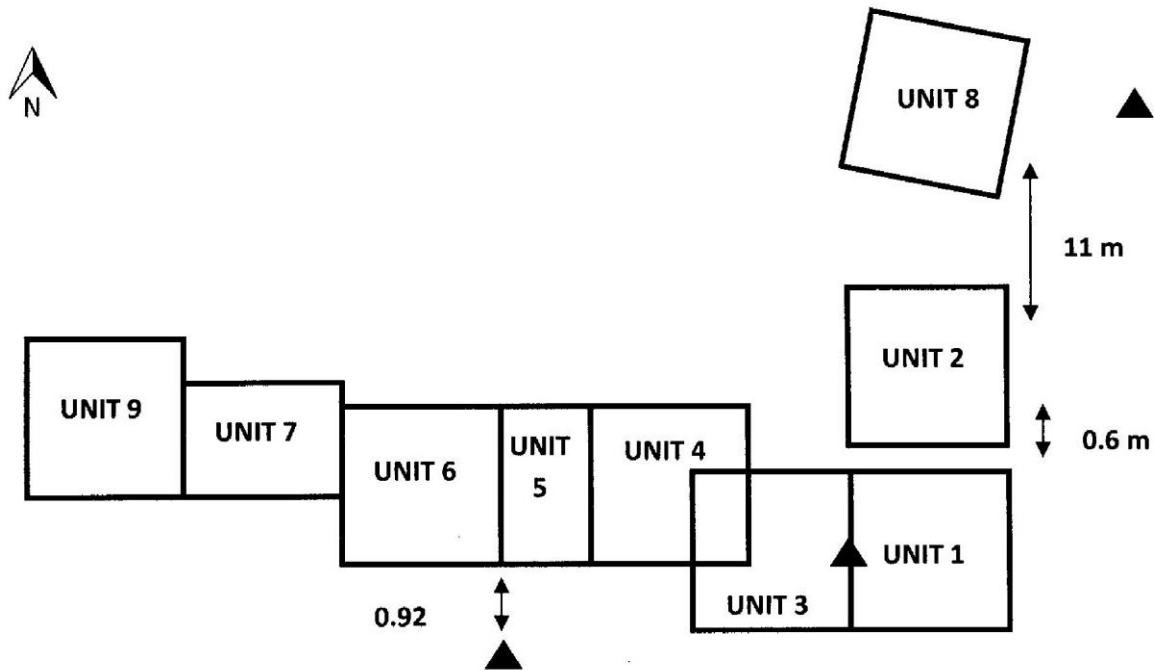 N
UNIT 8
11 m
UNIT 2
UNIT 9
UNIT 7
UNIT 6
UNIT
5
UNIT 4
0.6 m
UNIT 1
UNIT 3
0.92